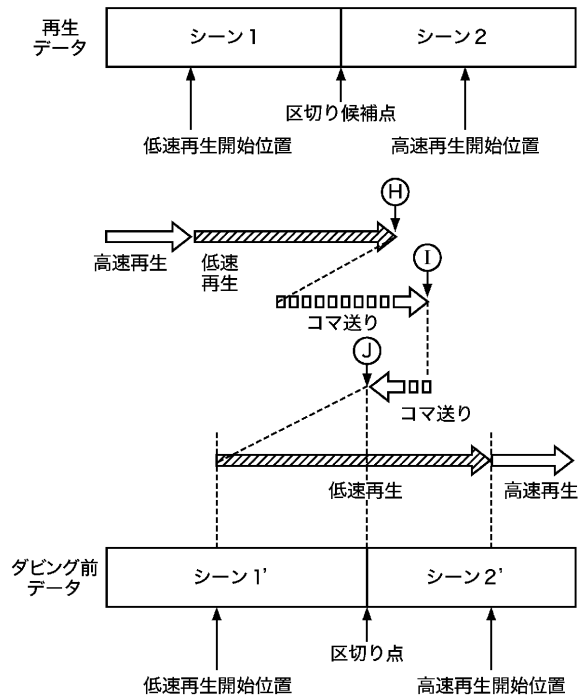 再生
データ
シーン1
シーン2
区切り候補点
低速再生開始位置
高速再生開始位置
H
高速再生
低速
再生
I
コマ送り
J
コマ送り
低速再生
高速再生
ダビング前
データ
シーン1'
シーン2'
区切り点
低速再生開始位置
高速再生開始位置